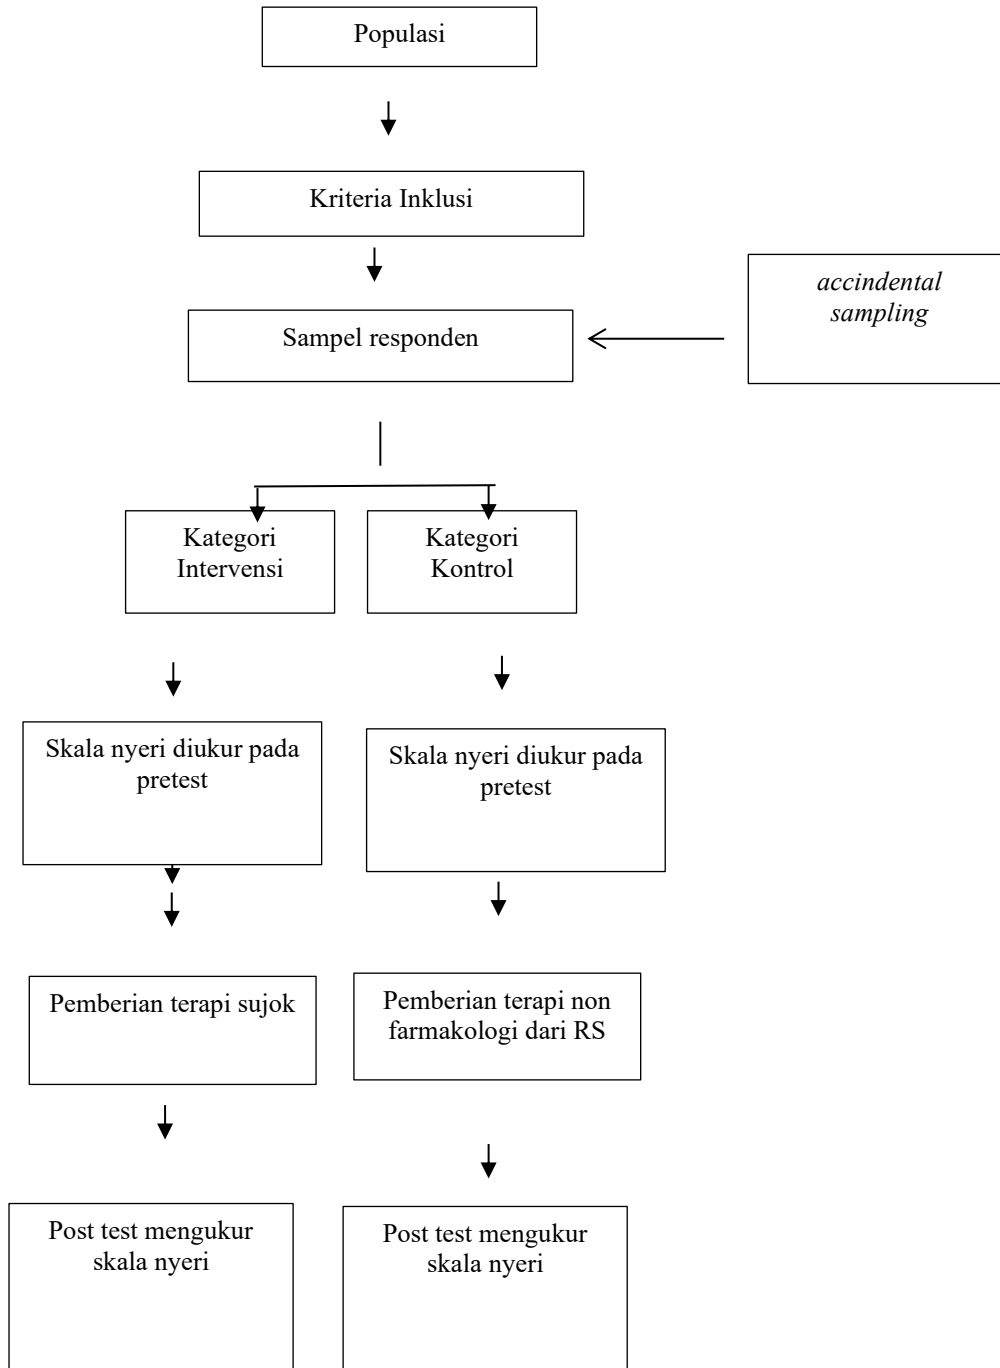 Populasi
Kriteria Inklusi
accindental
sampling
Sampel responden
Kategori
Intervensi
Kategori
Kontrol
Skala nyeri diukur pada
pretest
Skala nyeri diukur pada
pretest
Pemberian terapi sujok
Pemberian terapi non
farmakologi dari RS
Post test mengukur
skala nyeri
Post test mengukur
skala nyeri